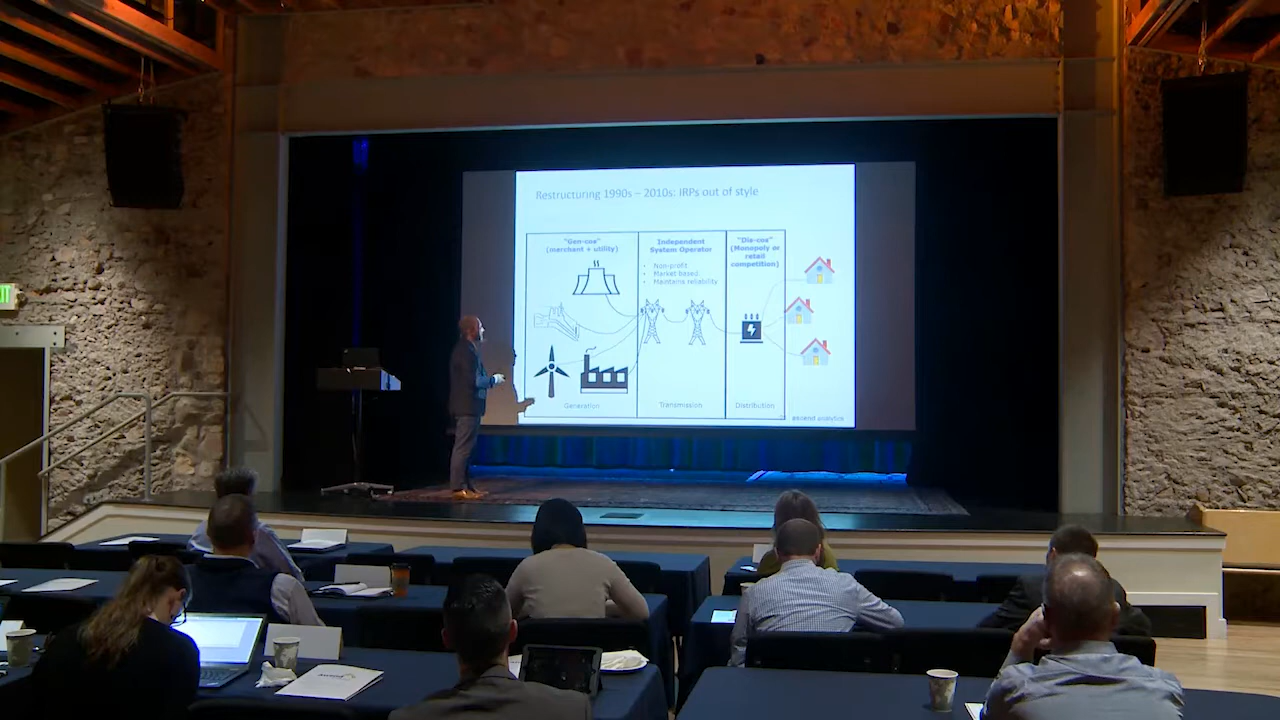 Restructuring 1990s – 2010s: IRPs out of style
"Gen-cos"
(merchant + utility)
Independent
System Operator
• Non-profit
• Market based
• Maintains reliability
"Dis-cos"
(Monopoly or
retail
competition)
Generation
Transmission
Distribution
ascend analytics